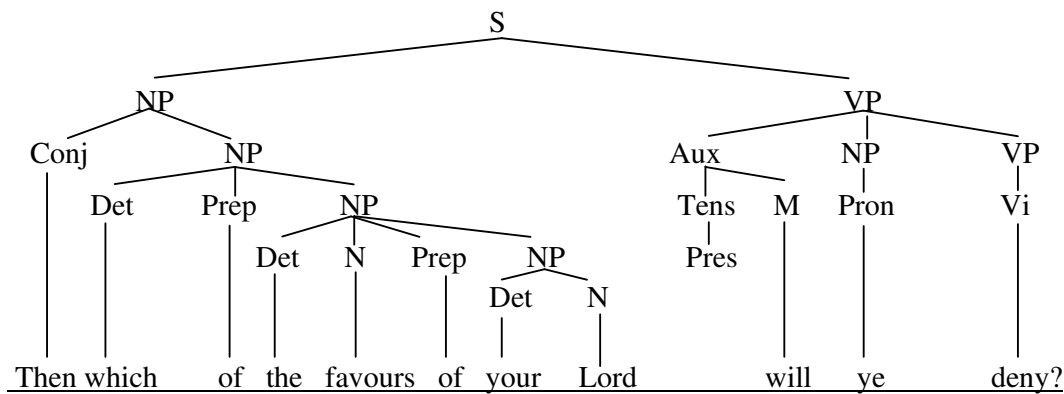 S
NP VP
Conj NP Aux NP VP
Det Prep NP Tens M Pron Vi
Det N Prep NP Pres
Det N
Then which of the favours of your Lord will ye deny?